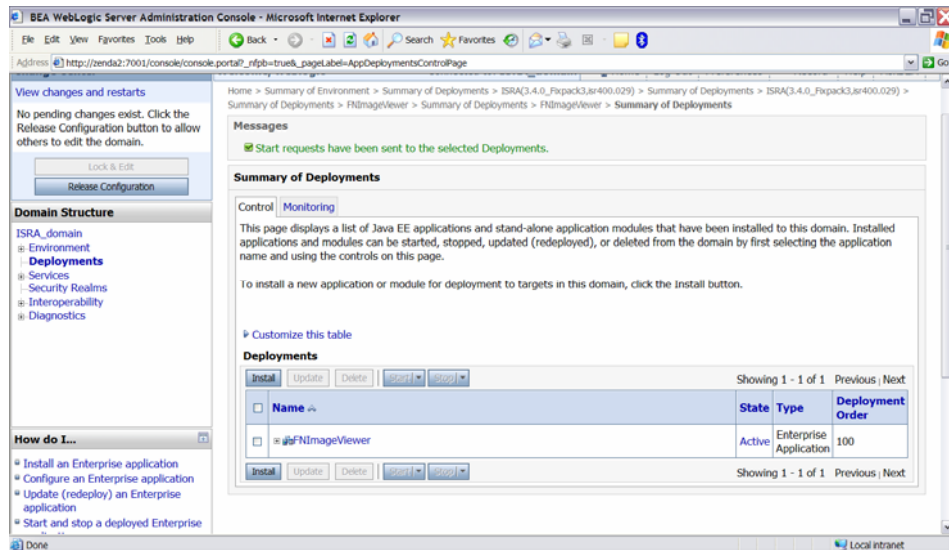 BEA WebLogic Server Administration Console - Microsoft Internet Explorer
File Edit View Favorites Tools Help
Back Search Favorites
Address http://zenda2:7001/console/console.portal?_nfpb=true&_pageLabel=AppDeploymentsControlPage Go
View changes and restarts
No pending changes exist. Click the
Release Configuration button to allow
others to edit the domain.
Lock & Edit
Release Configuration
Domain Structure
ISRA_domain
Environment
Deployments
Services
Security Realms
Interoperability
Diagnostics
How do I...
Install an Enterprise application
Configure an Enterprise application
Update (redeploy) an Enterprise
application
Start and stop a deployed Enterprise
Home > Summary of Environment > Summary of Deployments > ISRA(3.4.0_Fixpack3,isr400.029) > Summary of Deployments > ISRA(3.4.0_Fixpack3,isr400.029) >
Summary of Deployments > FNImageViewer > Summary of Deployments > FNImageViewer > Summary of Deployments
Messages
Start requests have been sent to the selected Deployments.
Summary of Deployments
Control Monitoring
This page displays a list of Java EE applications and stand-alone application modules that have been installed to this domain. Installed
applications and modules can be started, stopped, updated (redeployed), or deleted from the domain by first selecting the application
name and using the controls on this page.
To install a new application or module for deployment to targets in this domain, click the Install button.
Customize this table
Deployments
Install Update Delete Start Stop Showing 1 - 1 of 1 Previous | Next
Name State Type Deployment
Order
FNImageViewer Active Enterprise
Application 100
Install Update Delete Start Stop Showing 1 - 1 of 1 Previous | Next
Done Local intranet